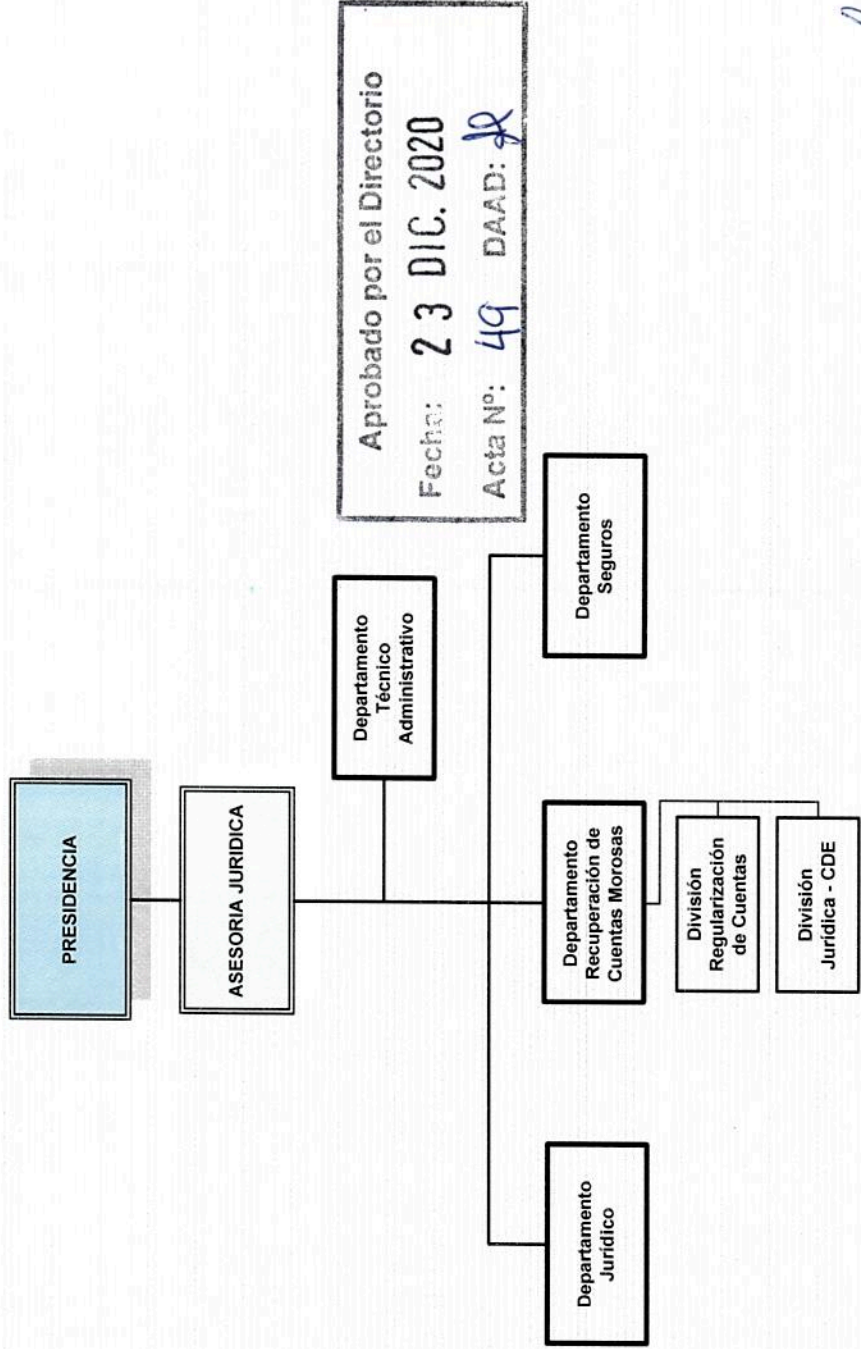 PRESIDENCIA
ASESORIA JURIDICA
Departamento
Técnico
Administrativo
Aprobado por el Directorio
Fecha: 23 DIC. 2020
Acta Nº: 49 DAAD:
Departamento
Jurídico
Departamento
Recuperación de
Cuentas Morosas
Departamento
Seguros
División
Regularización
de Cuentas
División
Jurídica - CDE